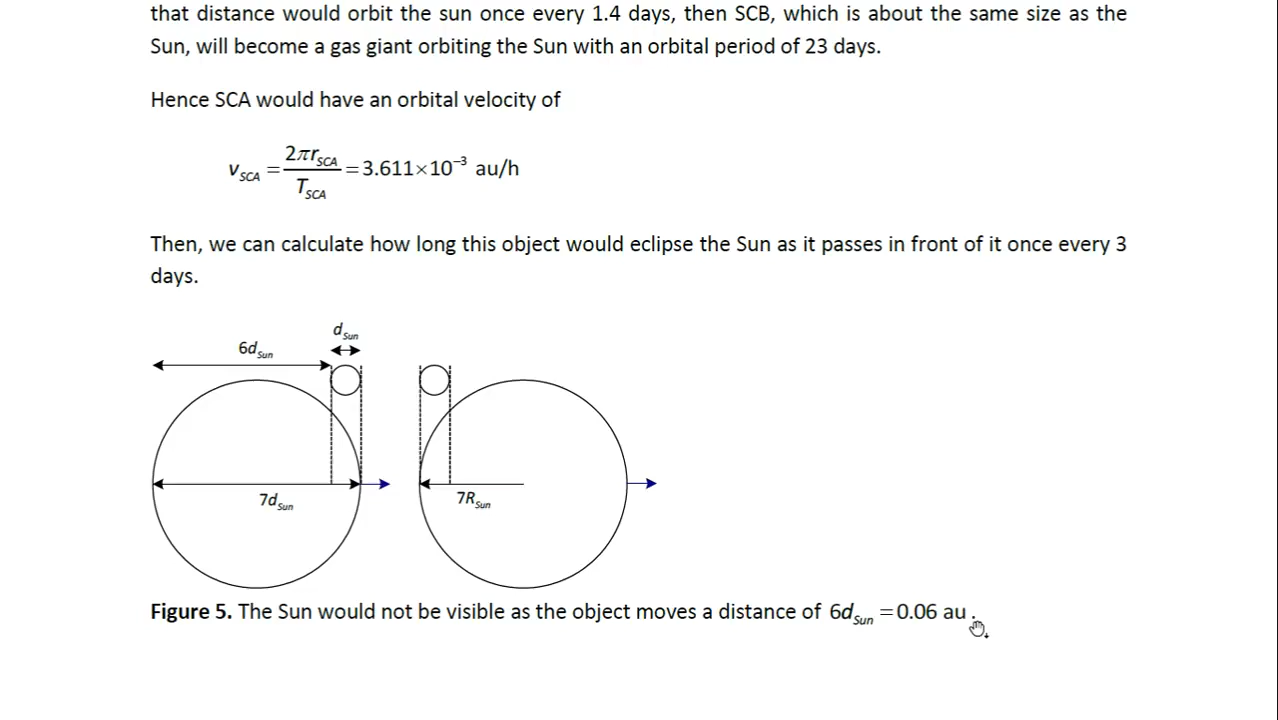 that distance would orbit the sun once every 1.4 days, then SCB, which is about the same size as the
Sun, will become a gas giant orbiting the Sun with an orbital period of 23 days.
Hence SCA would have an orbital velocity of
v_SCA = 2πr_SCA / T_SCA = 3.611×10⁻³ au/h
Then, we can calculate how long this object would eclipse the Sun as it passes in front of it once every 3
days.
d_Sun
6d_Sun
7d_Sun
7R_Sun
Figure 5. The Sun would not be visible as the object moves a distance of 6d_Sun = 0.06 au .